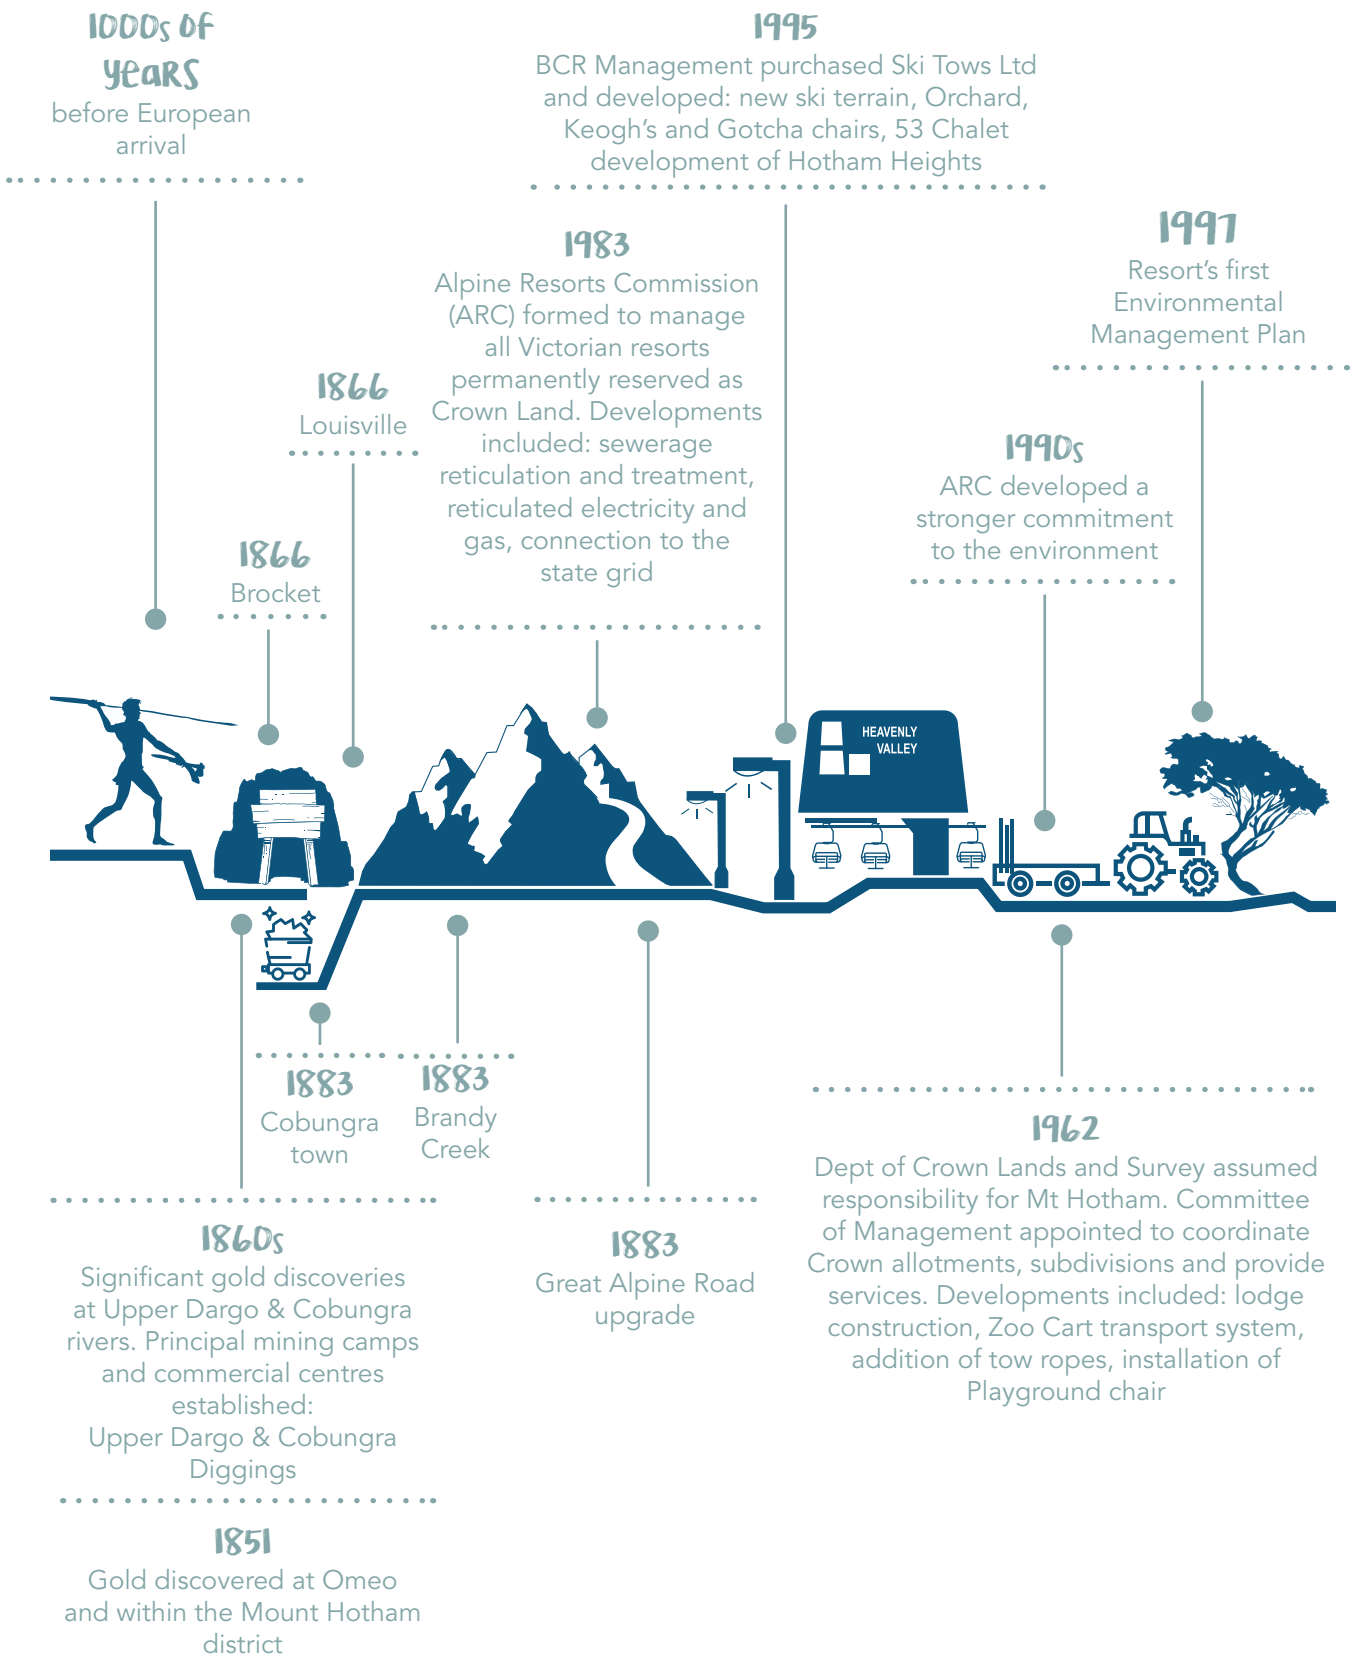 1000s of
years
before European
arrival
1995
BCR Management purchased Ski Tows Ltd
and developed: new ski terrain, Orchard,
Keogh’s and Gotcha chairs, 53 Chalet
development of Hotham Heights
1983
Alpine Resorts Commission
(ARC) formed to manage
all Victorian resorts
permanently reserved as
Crown Land. Developments
included: sewerage
reticulation and treatment,
reticulated electricity and
gas, connection to the
state grid
1997
Resort’s first
Environmental
Management Plan
1866
Louisville
1990s
ARC developed a
stronger commitment
to the environment
1866
Brocket
HEAVENLY
VALLEY
1883
Cobungra
town
1883
Brandy
Creek
1860s
Significant gold discoveries
at Upper Dargo & Cobungra
rivers. Principal mining camps
and commercial centres
established:
Upper Dargo & Cobungra
Diggings
1883
Great Alpine Road
upgrade
1962
Dept of Crown Lands and Survey assumed
responsibility for Mt Hotham. Committee
of Management appointed to coordinate
Crown allotments, subdivisions and provide
services. Developments included: lodge
construction, Zoo Cart transport system,
addition of tow ropes, installation of
Playground chair
1851
Gold discovered at Omeo
and within the Mount Hotham
district